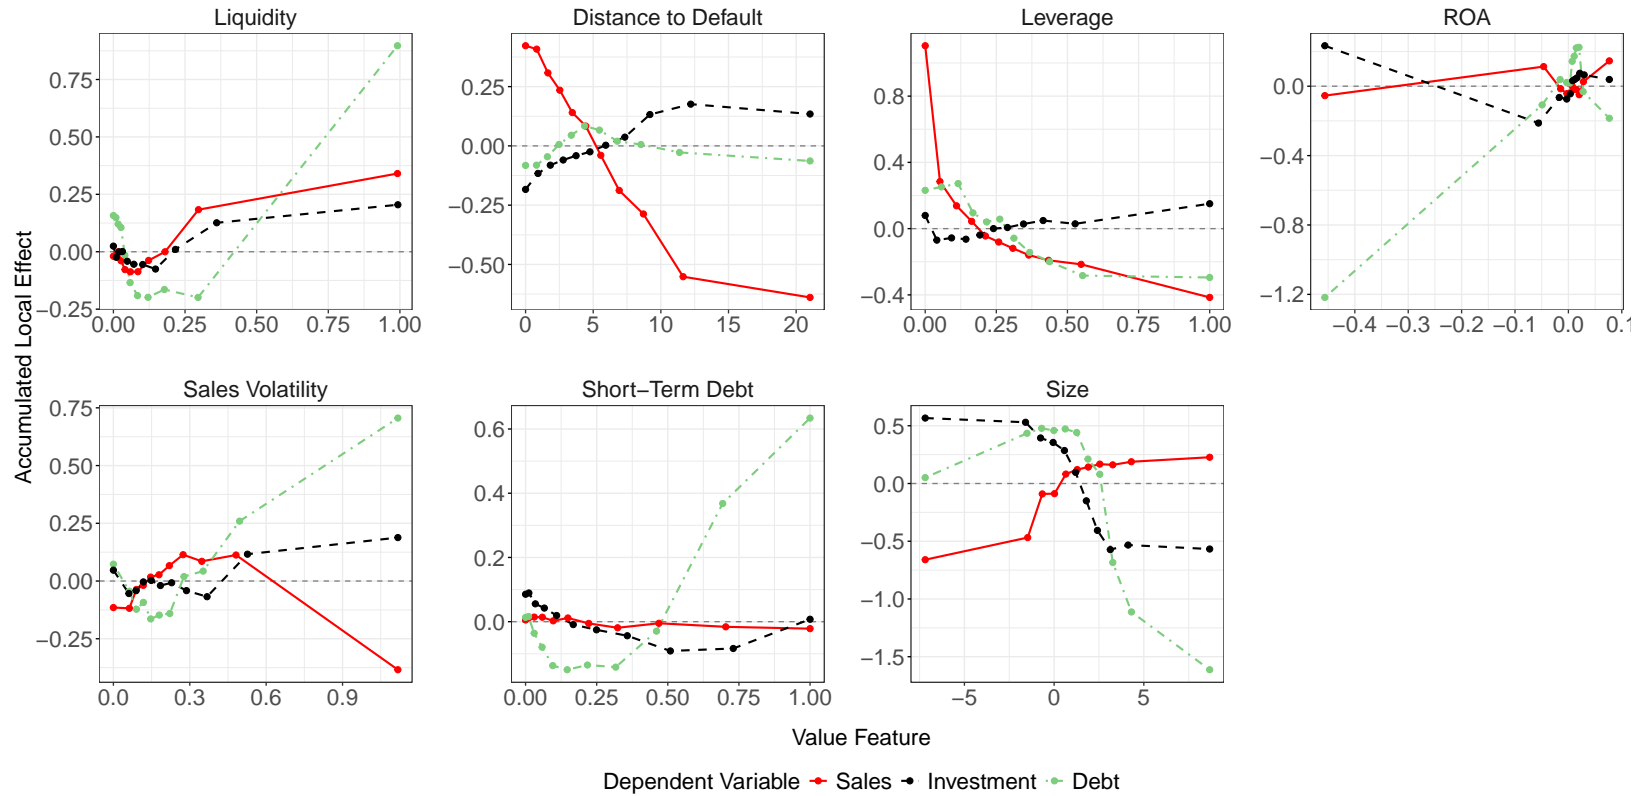 Liquidity
Distance to Default
Leverage
ROA
0.75
0.50
0.25
0.00
−0.25
0.00 0.25 0.50 0.75 1.00
0.25
0.00
−0.25
−0.50
0 5 10 15 20
0.8
0.4
0.0
−0.4
0.00 0.25 0.50 0.75 1.00
0.0
−0.4
−0.8
−1.2
−0.4 −0.3 −0.2 −0.1 0.0 0.1
Accumulated Local Effect
Sales Volatility
Short−Term Debt
Size
0.75
0.50
0.25
0.00
−0.25
0.0 0.3 0.6 0.9
0.6
0.4
0.2
0.0
0.00 0.25 0.50 0.75 1.00
0.5
0.0
−0.5
−1.0
−1.5
−5 0 5
Value Feature
Dependent Variable Sales Investment Debt